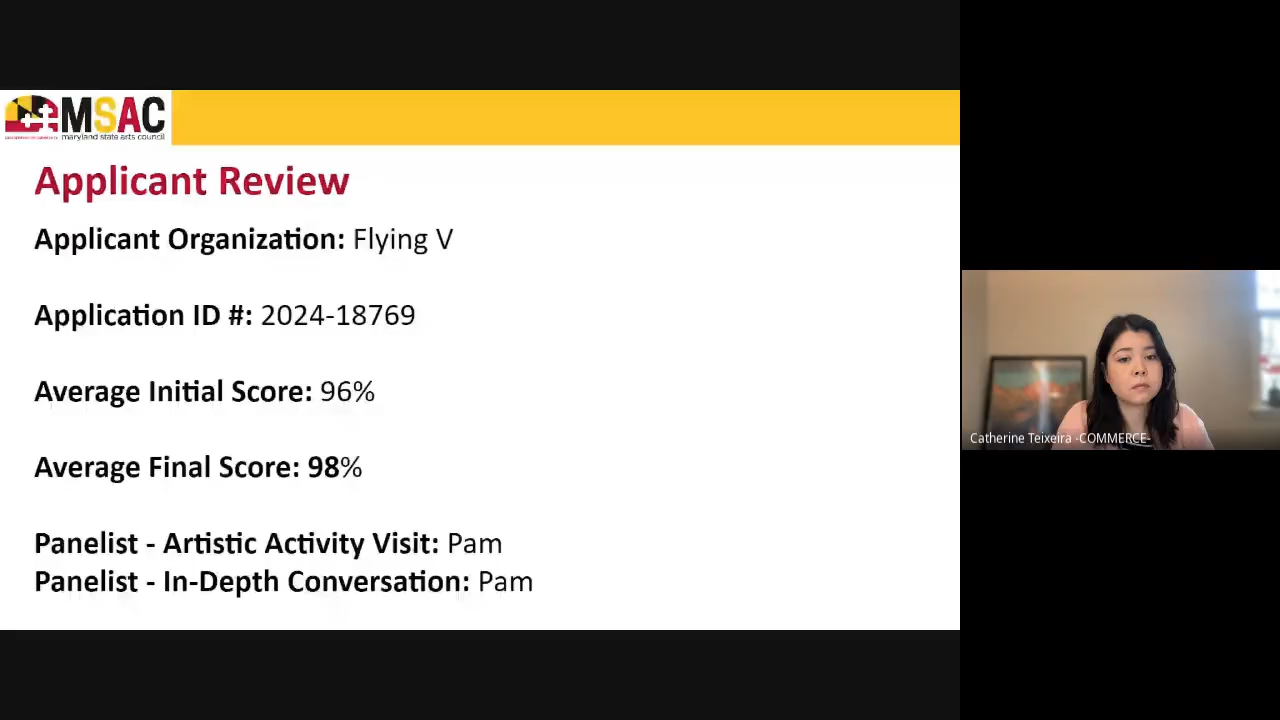 MSAC
maryland state arts council
Applicant Review
Applicant Organization: Flying V
Application ID #: 2024-18769
Average Initial Score: 96%
Average Final Score: 98%
Panelist - Artistic Activity Visit: Pam
Panelist - In-Depth Conversation: Pam
Catherine Teixeira -COMMERCE-